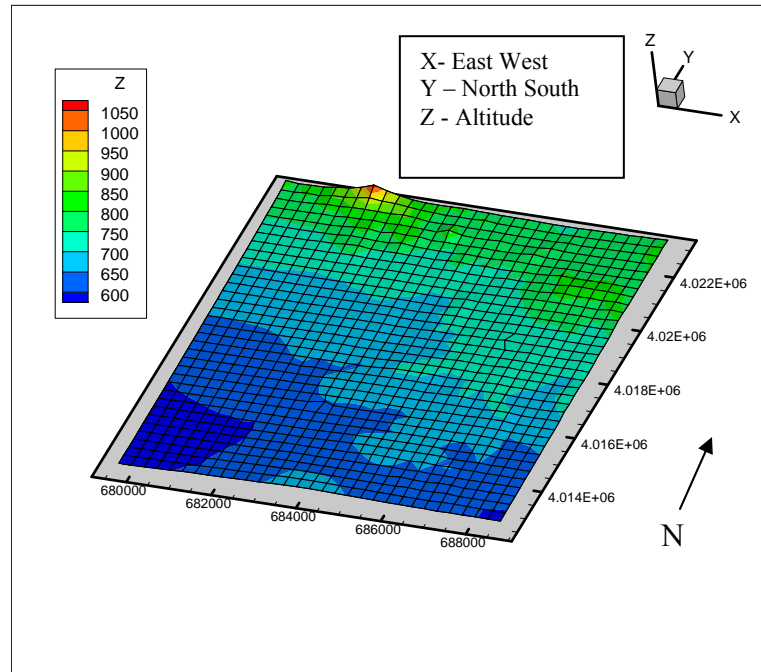 X- East West
Y – North South
Z - Altitude
Z
Y
X
Z
1050
1000
950
900
850
800
750
700
650
600
4.022E+06
4.02E+06
4.018E+06
4.016E+06
4.014E+06
680000
682000
684000
686000
688000
N